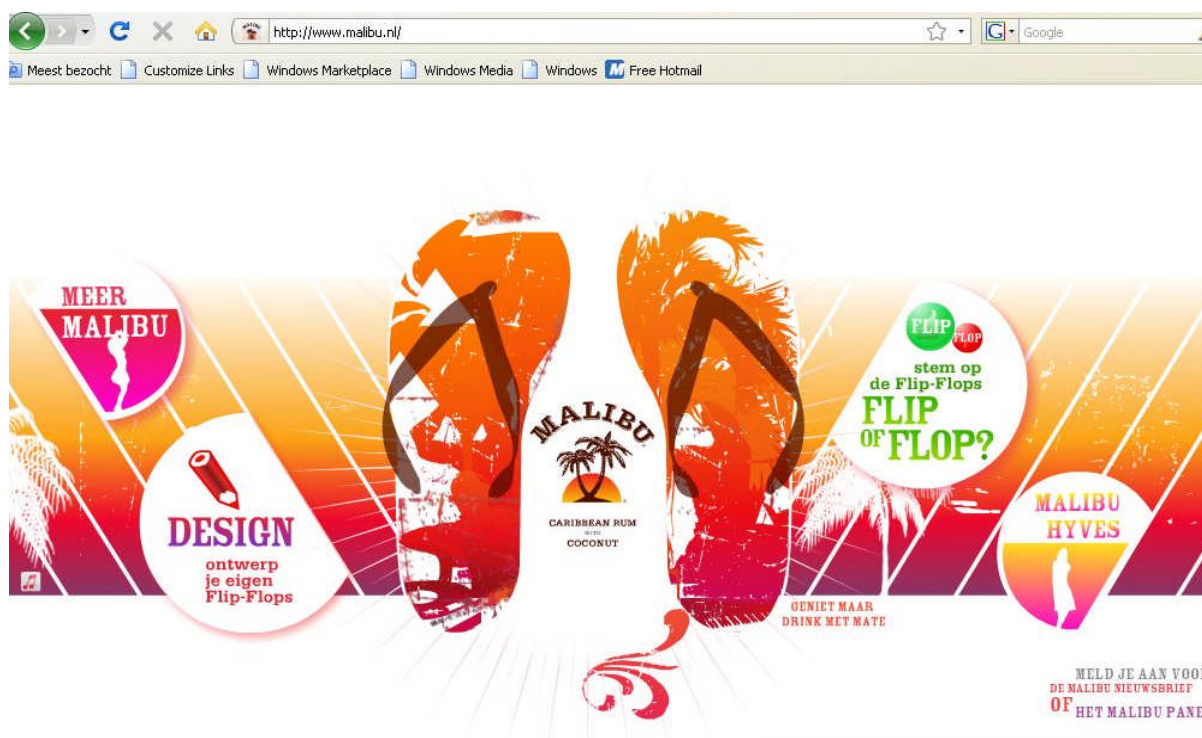 http://www.malibu.nl/
Google
Meest bezocht Customize Links Windows Marketplace Windows Media Windows Free Hotmail
MEER
MALIBU
DESIGN
ontwerp
je eigen
Flip-Flops
MALIBU
CARIBBEAN RUM
WITH
COCONUT
FLIP
FLOP
stem op
de Flip-Flops
FLIP
OF FLOP?
MALIBU
HYVES
GENIET MAAR
DRINK MET MATE
MELD JE AAN VOO
DE MALIBU NIEUWSBRIEF
OF HET MALIBU PANE